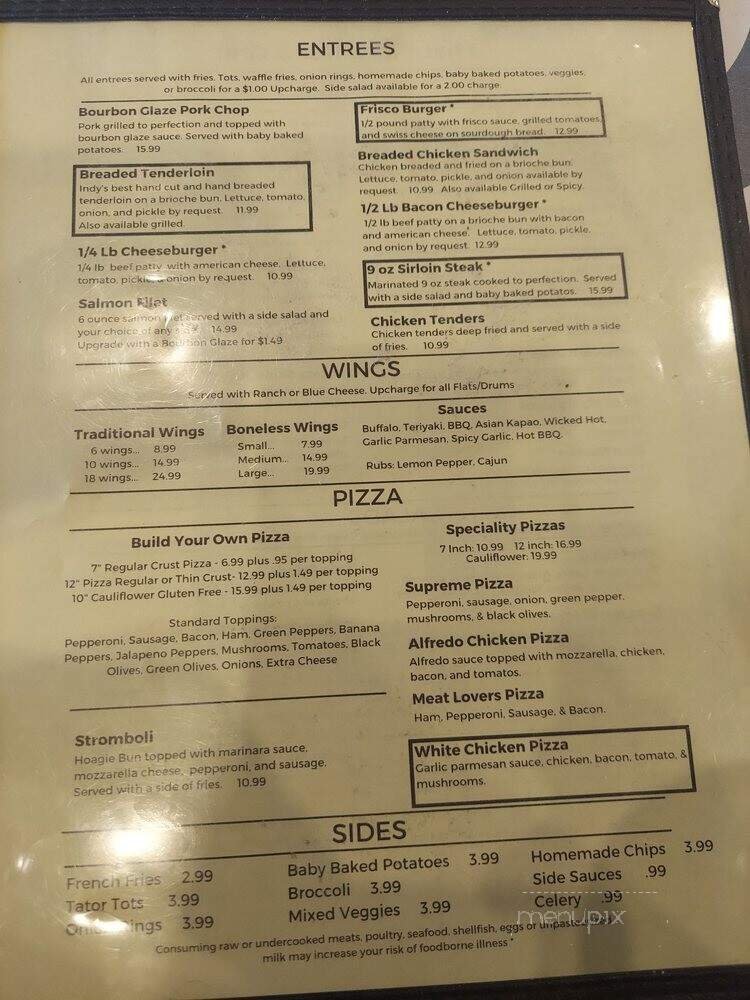 ENTREES
All entrees served with fries. Tots, waffle fries, onion rings, homemade chips, baby baked potatoes, veggies,
or broccoli for a $1.00 Upcharge. Side salad available for a 2.00 charge.
Bourbon Glaze Pork Chop
Pork grilled to perfection and topped with
bourbon glaze sauce. Served with baby baked
potatoes. 15.99
Breaded Tenderloin
Indy's best hand cut and hand breaded
tenderloin on a brioche bun. Lettuce, tomato,
onion, and pickle by request. 11.99
Also available grilled.
1/4 Lb Cheeseburger *
1/4 lb beef patty with american cheese. Lettuce,
tomato, pickle, onion by request. 10.99
Salmon Filet
6 ounce salmon filet served with a side salad and
your choice of any side. 14.99
Upgrade with a Bourbon Glaze for $1.49
Frisco Burger *
1/2 pound patty with frisco sauce, grilled tomatoes,
and swiss cheese on sourdough bread. 12.99
Breaded Chicken Sandwich
Chicken breaded and fried on a brioche bun.
Lettuce, tomato, pickle, and onion available by
request. 10.99 Also available Grilled or Spicy.
1/2 Lb Bacon Cheeseburger *
1/2 lb beef patty on a brioche bun with bacon
and american cheese. Lettuce, tomato, pickle,
and onion by request. 12.99
9 oz Sirloin Steak *
Marinated 9 oz steak cooked to perfection. Served
with a side salad and baby baked potatos. 15.99
Chicken Tenders
Chicken tenders deep fried and served with a side
of fries. 10.99
WINGS
Served with Ranch or Blue Cheese. Upcharge for all Flats/Drums
Traditional Wings
6 wings... 8.99
10 wings... 14.99
18 wings... 24.99
Boneless Wings
Small... 7.99
Medium... 14.99
Large... 19.99
Sauces
Buffalo, Teriyaki, BBQ, Asian Kapao, Wicked Hot,
Garlic Parmesan, Spicy Garlic, Hot BBQ.
Rubs: Lemon Pepper, Cajun
PIZZA
Build Your Own Pizza
7" Regular Crust Pizza - 6.99 plus .95 per topping
12" Pizza Regular or Thin Crust- 12.99 plus 1.49 per topping
10" Cauliflower Gluten Free - 15.99 plus 1.49 per topping
Standard Toppings:
Pepperoni, Sausage, Bacon, Ham, Green Peppers, Banana
Peppers, Jalapeno Peppers, Mushrooms, Tomatoes, Black
Olives, Green Olives, Onions, Extra Cheese
Stromboli
Hoagie Bun topped with marinara sauce,
mozzarella cheese, pepperoni, and sausage.
Served with a side of fries. 10.99
Speciality Pizzas
7 Inch: 10.99 12 inch: 16.99
Cauliflower: 19.99
Supreme Pizza
Pepperoni, sausage, onion, green pepper,
mushrooms, & black olives.
Alfredo Chicken Pizza
Alfredo sauce topped with mozzarella, chicken,
bacon, and tomatos.
Meat Lovers Pizza
Ham, Pepperoni, Sausage, & Bacon.
White Chicken Pizza
Garlic parmesan sauce, chicken, bacon, tomato, &
mushrooms.
SIDES
French Fries 2.99
Tator Tots 3.99
Onion Rings 3.99
Baby Baked Potatoes 3.99
Broccoli 3.99
Mixed Veggies 3.99
Homemade Chips 3.99
Side Sauces .99
Celery .99
menupix
Consuming raw or undercooked meats, poultry, seafood, shellfish, eggs or unpasteurized
milk may increase your risk of foodborne illness *